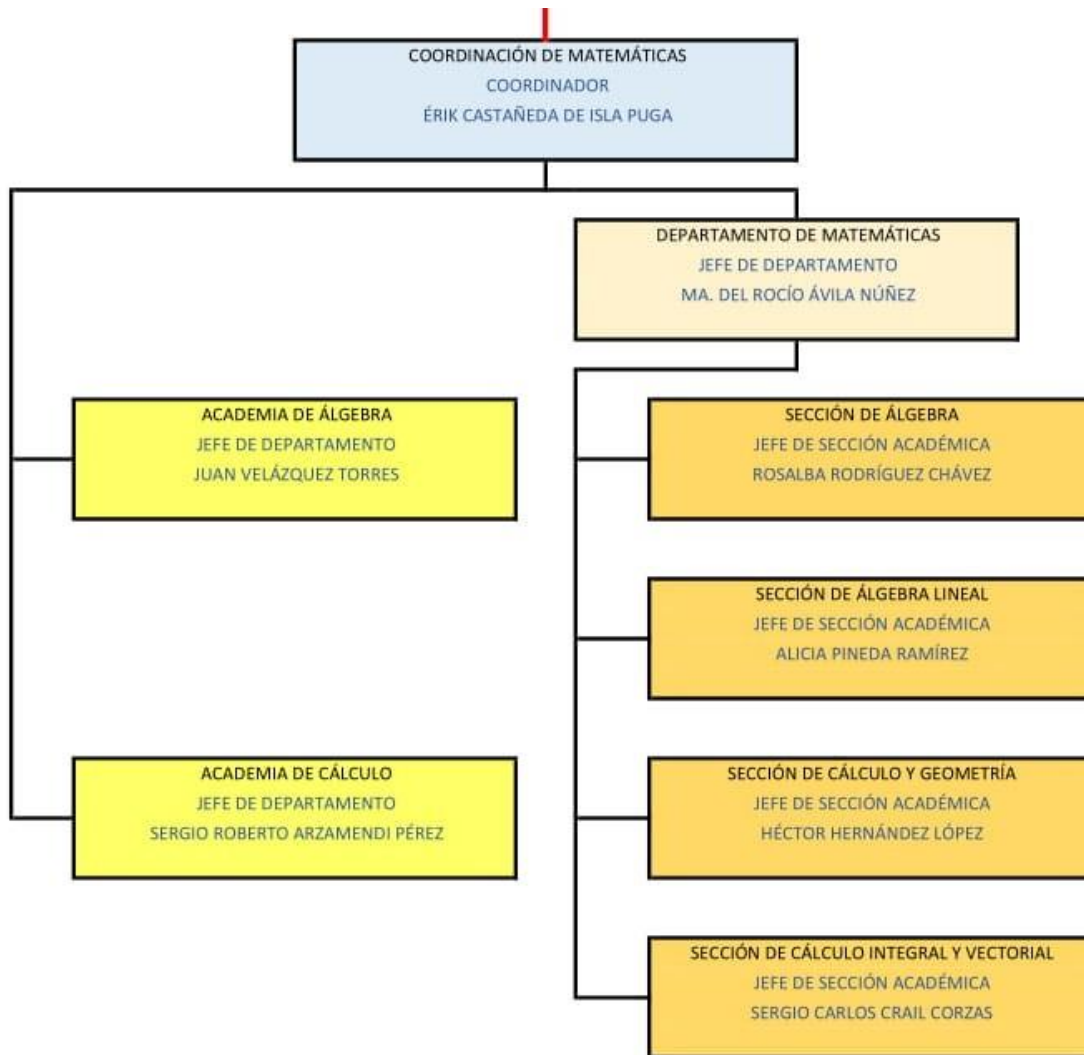 COORDINACIÓN DE MATEMÁTICAS
COORDINADOR
ÉRIK CASTAÑEDA DE ISLA PUGA
DEPARTAMENTO DE MATEMÁTICAS
JEFE DE DEPARTAMENTO
MA. DEL ROCÍO ÁVILA NÚÑEZ
ACADEMIA DE ÁLGEBRA
JEFE DE DEPARTAMENTO
JUAN VELÁZQUEZ TORRES
SECCIÓN DE ÁLGEBRA
JEFE DE SECCIÓN ACADÉMICA
ROSALBA RODRÍGUEZ CHÁVEZ
SECCIÓN DE ÁLGEBRA LINEAL
JEFE DE SECCIÓN ACADÉMICA
ALICIA PINEDA RAMÍREZ
ACADEMIA DE CÁLCULO
JEFE DE DEPARTAMENTO
SERGIO ROBERTO ARZAMENDI PÉREZ
SECCIÓN DE CÁLCULO Y GEOMETRÍA
JEFE DE SECCIÓN ACADÉMICA
HÉCTOR HERNÁNDEZ LÓPEZ
SECCIÓN DE CÁLCULO INTEGRAL Y VECTORIAL
JEFE DE SECCIÓN ACADÉMICA
SERGIO CARLOS CRAIL CORZAS